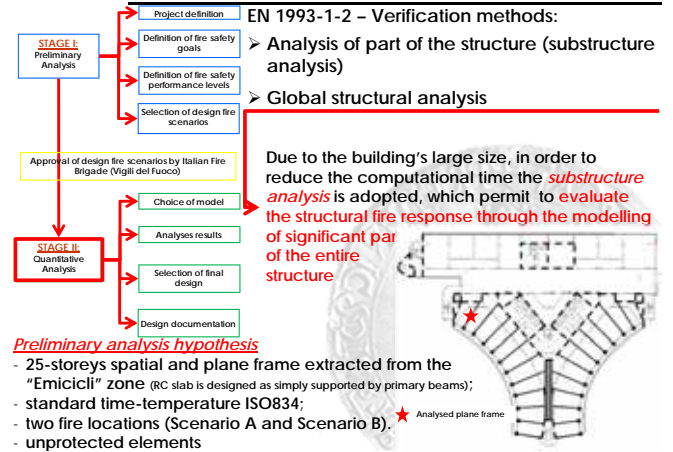 Project definition
EN 1993-1-2 – Verification methods:
STAGE I:
Preliminary
Analysis
Definition of fire safety
goals
Definition of fire safety
performance levels
Selection of design fire
scenarios
➢ Analysis of part of the structure (substructure
analysis)
➢ Global structural analysis
Approval of design fire scenarios by Italian Fire
Brigade (Vigili del Fuoco)
Due to the building's large size, in order to
reduce the computational time the substructure
analysis is adopted, which permit to evaluate
the structural fire response through the modelling
of significant par
of the entire
structure
STAGE II:
Quantitative
Analysis
Choice of model
Analyses results
Selection of final
design
Design documentation
Preliminary analysis hypothesis
- 25-storeys spatial and plane frame extracted from the
"Emicicli" zone (RC slab is designed as simply supported by primary beams);
- standard time-temperature ISO834;
- two fire locations (Scenario A and Scenario B).
- unprotected elements
Analysed plane frame